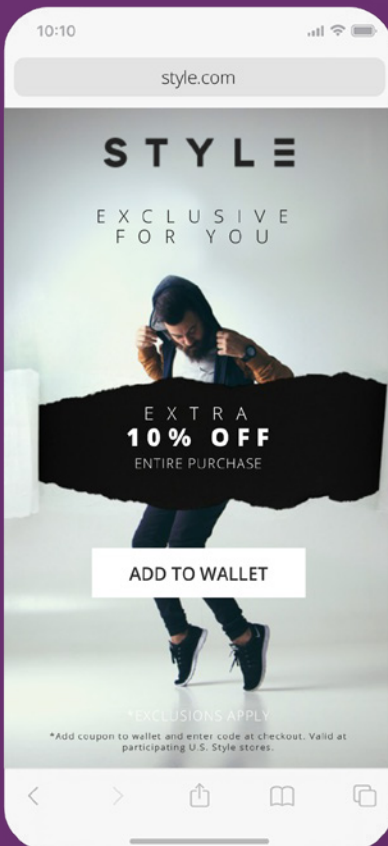 10:10
style.com
STYLE
EXCLUSIVE
FOR YOU
EXTRA
10% OFF
ENTIRE PURCHASE
ADD TO WALLET
*EXCLUSIONS APPLY
*Add coupon to wallet and enter code at checkout. Valid at
participating U.S. Style stores.